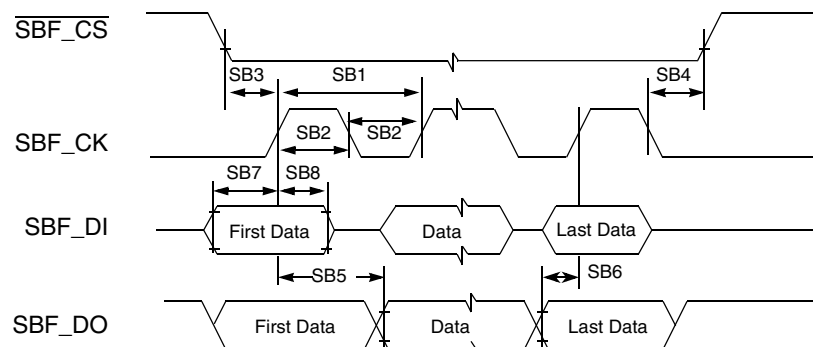 SBF_CS
SB3 SB1 SB4
SBF_CK
SB2 SB2
SB7 SB8
SBF_DI
First Data Data Last Data
SB5 SB6
SBF_DO
First Data Data Last Data